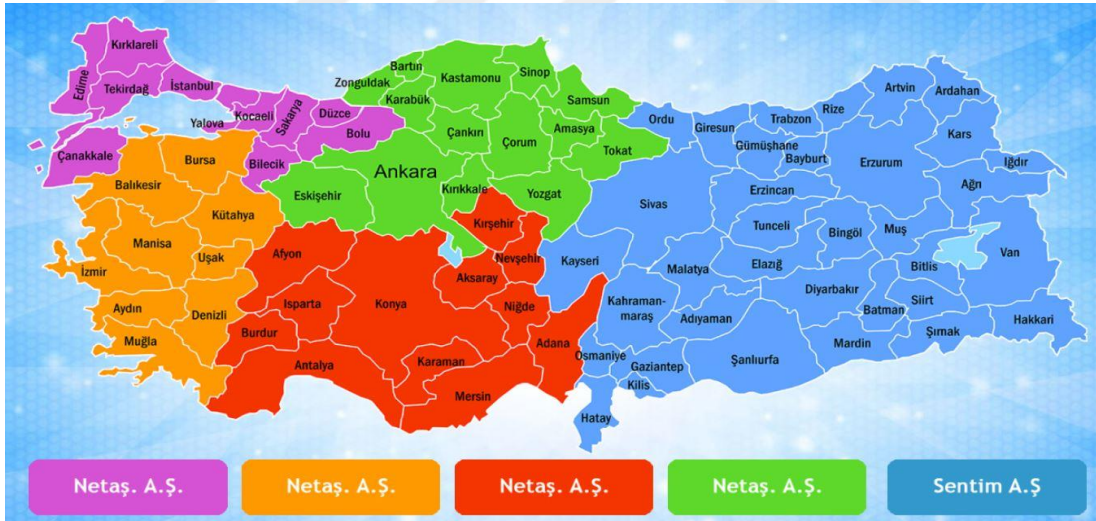 Kırklareli
Edirne
Tekirdağ
İstanbul
Kocaeli
Yalova
Sakarya
Düzce
Bolu
Bilecik
Çanakkale
Bartın
Zonguldak
Karabük
Kastamonu
Sinop
Samsun
Çankırı
Çorum
Amasya
Tokat
Ankara
Eskişehir
Kırıkkale
Yozgat
Bursa
Balıkesir
Kütahya
Manisa
Uşak
İzmir
Aydın
Denizli
Muğla
Kırşehir
Nevşehir
Afyon
Aksaray
Konya
Isparta
Niğde
Burdur
Adana
Karaman
Antalya
Mersin
Ordu
Giresun
Trabzon
Rize
Artvin
Ardahan
Gümüşhane
Bayburt
Kars
Erzurum
Iğdır
Ağrı
Sivas
Erzincan
Tunceli
Bingöl
Muş
Kayseri
Malatya
Elazığ
Bitlis
Van
Kahraman-
maraş
Adıyaman
Diyarbakır
Batman
Siirt
Şırnak
Hakkari
Mardin
Osmaniye
Gaziantep
Şanlıurfa
Kilis
Hatay
Netaş. A.Ş.
Netaş. A.Ş.
Netaş. A.Ş.
Netaş. A.Ş.
Sentim A.Ş